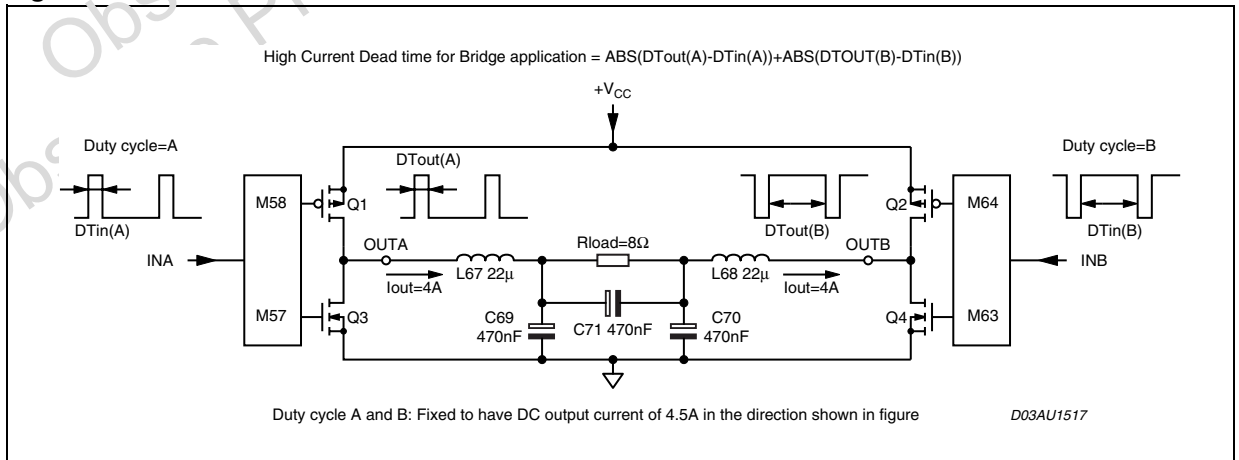 High Current Dead time for Bridge application = ABS(DTout(A)-DTin(A))+ABS(DTOUT(B)-DTin(B))
+VCC
Duty cycle=A
DTout(A)
Duty cycle=B
M58
Q1
Q2
M64
DTin(A)
DTout(B)
DTin(B)
INA
OUTA
Rload=8Ω
OUTB
INB
L67 22µ
L68 22µ
Iout=4A
Iout=4A
M57
Q3
C69
470nF
C71 470nF
C70
470nF
Q4
M63
Duty cycle A and B: Fixed to have DC output current of 4.5A in the direction shown in figure
D03AU1517